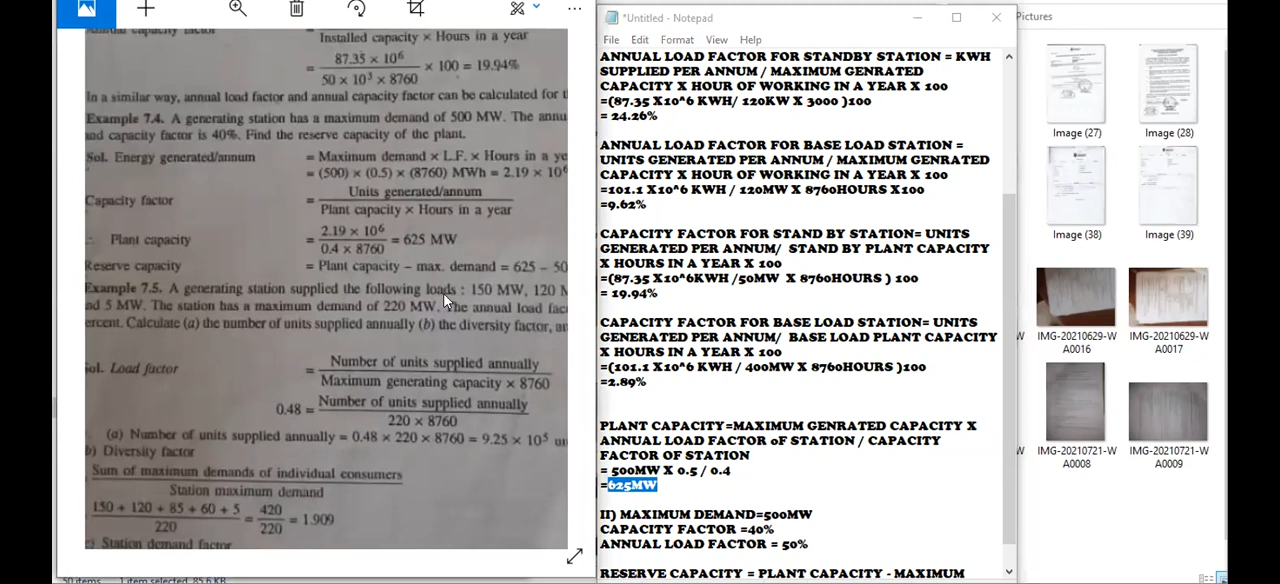 Installed capacity × Hours in a year
= 87.35 × 10⁶
50 × 10³ × 8760
× 100 = 19.94%
In a similar way, annual load factor and annual capacity factor can be calculated for t
Example 7.4. A generating station has a maximum demand of 500 MW. The annu
and capacity factor is 40%. Find the reserve capacity of the plant.
Sol. Energy generated/annum = Maximum demand × L.F. × Hours in a ye
= (500) × (0.5) × (8760) MWh = 2.19 × 10⁶
Capacity factor = Units generated/annum
Plant capacity × Hours in a year
∴ Plant capacity = 2.19 × 10⁶
0.4 × 8760
= 625 MW
Reserve capacity = Plant capacity – max. demand = 625 – 50
Example 7.5. A generating station supplied the following loads : 150 MW, 120 M
nd 5 MW. The station has a maximum demand of 220 MW. The annual load fac
ercent. Calculate (a) the number of units supplied annually (b) the diversity factor, an
Sol. Load factor = Number of units supplied annually
Maximum generating capacity × 8760
0.48 = Number of units supplied annually
220 × 8760
(a) Number of units supplied annually = 0.48 × 220 × 8760 = 9.25 × 10⁵ un
b) Diversity factor
Sum of maximum demands of individual consumers
Station maximum demand
150 + 120 + 85 + 60 + 5
220
= 420
220
= 1.909
c) Station demand factor
50 items 1 item selected 85.6 KB
*Untitled - Notepad
File Edit Format View Help
ANNUAL LOAD FACTOR FOR STANDBY STATION = KWH
SUPPLIED PER ANNUM / MAXIMUM GENRATED
CAPACITY X HOUR OF WORKING IN A YEAR X 100
=(87.35 X10^6 KWH/ 120KW X 3000 )100
= 24.26%
ANNUAL LOAD FACTOR FOR BASE LOAD STATION =
UNITS GENERATED PER ANNUM / MAXIMUM GENRATED
CAPACITY X HOUR OF WORKING IN A YEAR X 100
=101.1 X10^6 KWH / 120MW X 8760HOURS X100
=9.62%
CAPACITY FACTOR FOR STAND BY STATION= UNITS
GENERATED PER ANNUM/ STAND BY PLANT CAPACITY
X HOURS IN A YEAR X 100
=(87.35 X10^6KWH /50MW X 8760HOURS ) 100
= 19.94%
CAPACITY FACTOR FOR BASE LOAD STATION= UNITS
GENERATED PER ANNUM/ BASE LOAD PLANT CAPACITY
X HOURS IN A YEAR X 100
=(101.1 X10^6 KWH / 400MW X 8760HOURS )100
=2.89%
PLANT CAPACITY=MAXIMUM GENRATED CAPACITY X
ANNUAL LOAD FACTOR oF STATION / CAPACITY
FACTOR OF STATION
= 500MW X 0.5 / 0.4
=625MW
II) MAXIMUM DEMAND=500MW
CAPACITY FACTOR =40%
ANNUAL LOAD FACTOR = 50%
RESERVE CAPACITY = PLANT CAPACITY - MAXIMUM
Pictures
Image (27) Image (28)
Image (38) Image (39)
IMG-20210629-W
A0016
IMG-20210629-WA0017
IMG-20210721-W
A0008
IMG-20210721-W
A0009